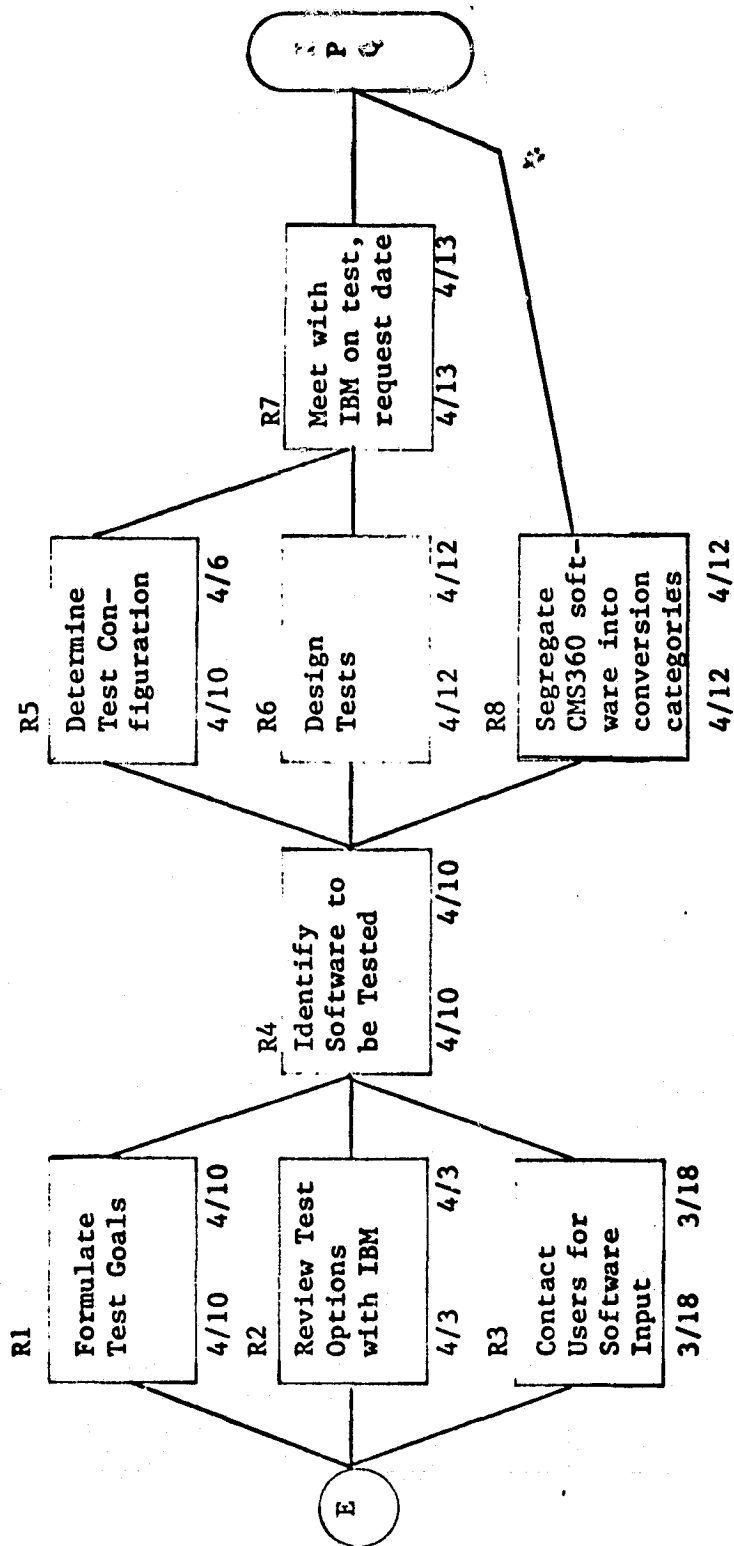 E
R1
Formulate
Test Goals
4/10 4/10
R2
Review Test
Options
with IBM
4/3 4/3
R3
Contact
Users for
Software
Input
3/18 3/18
R4
Identify
Software to
be Tested
4/10 4/10
R5
Determine
Test Con-
figuration
4/10 4/6
R6
Design
Tests
4/12 4/12
R8
Segregate
CMS360 soft-
ware into
conversion
categories
4/12 4/12
R7
Meet with
IBM on test,
request date
4/13 4/13
P